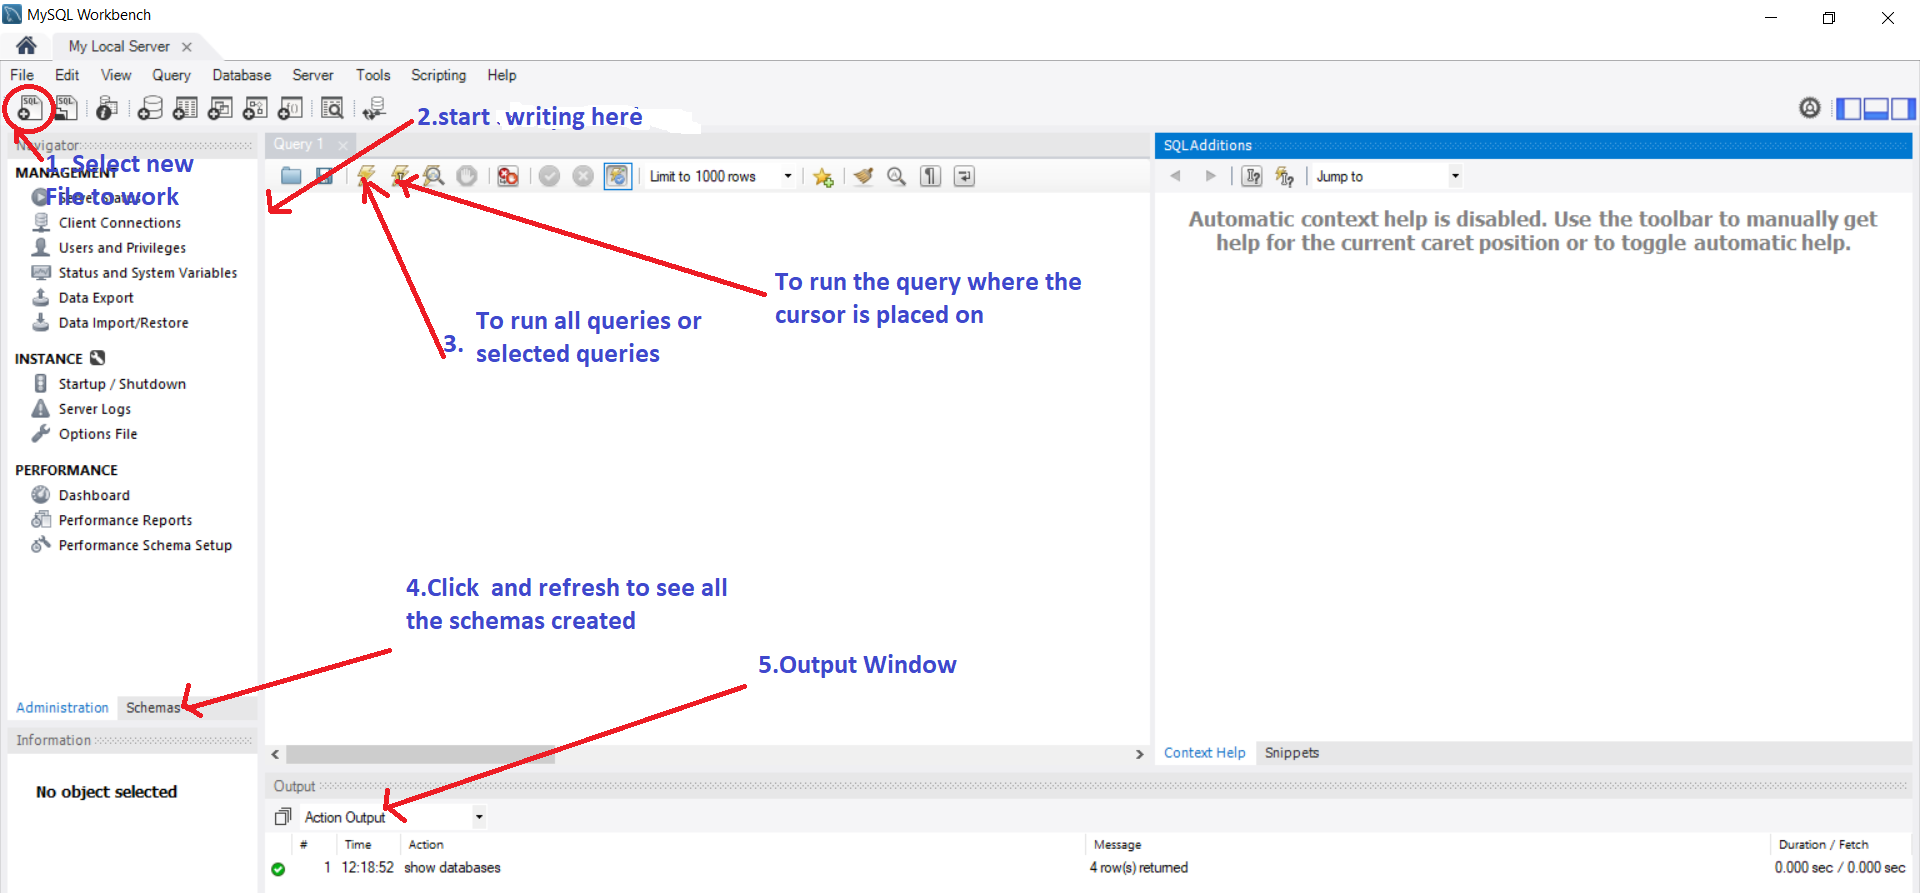 MySQL Workbench
My Local Server
File Edit View Query Database Server Tools Scripting Help
SQL SQL
2.start writing here
Navigator
Query 1
SQLAdditions
1. Select new
File to work
MANAGEMENT
Limit to 1000 rows
Jump to
Server Status
Client Connections
Users and Privileges
Status and System Variables
Data Export
Data Import/Restore
Automatic context help is disabled. Use the toolbar to manually get
help for the current caret position or to toggle automatic help.
To run the query where the
cursor is placed on
3. To run all queries or
selected queries
INSTANCE
Startup / Shutdown
Server Logs
Options File
PERFORMANCE
Dashboard
Performance Reports
Performance Schema Setup
4.Click and refresh to see all
the schemas created
5.Output Window
Administration Schemas
Information
No object selected
Context Help Snippets
Output
Action Output
# Time Action Message Duration / Fetch
1 12:18:52 show databases 4 row(s) returned 0.000 sec / 0.000 sec